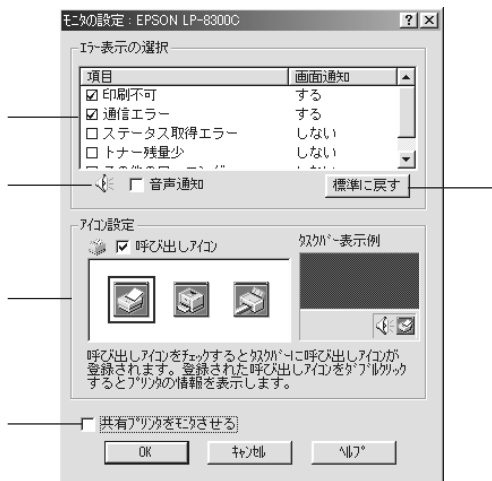 ﾓﾆﾀの設定 : EPSON LP-8300C
ｴﾗｰ表示の選択
項目 画面通知
印刷不可 する
通信エラー する
ステータス取得エラー しない
トナー残量少 しない
音声通知
標準に戻す
ｱｲｺﾝ設定
呼び出しｱｲｺﾝ
ﾀｽｸﾊﾞｰ表示例
呼び出しｱｲｺﾝをﾁｪｯｸするとﾀｽｸﾊﾞｰに呼び出しｱｲｺﾝが
登録されます。登録された呼び出しｱｲｺﾝをﾀﾞﾌﾞﾙｸﾘｯｸ
するとﾌﾟﾘﾝﾀの情報を表示します。
共有ﾌﾟﾘﾝﾀをﾓﾆﾀさせる
OK ｷｬﾝｾﾙ ﾍﾙﾌﾟ